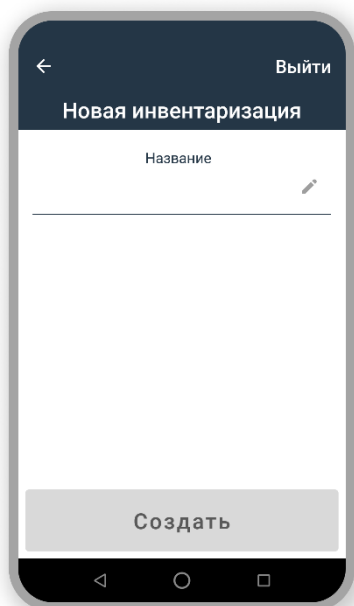 Выйти
Новая инвентаризация
Название
Создать